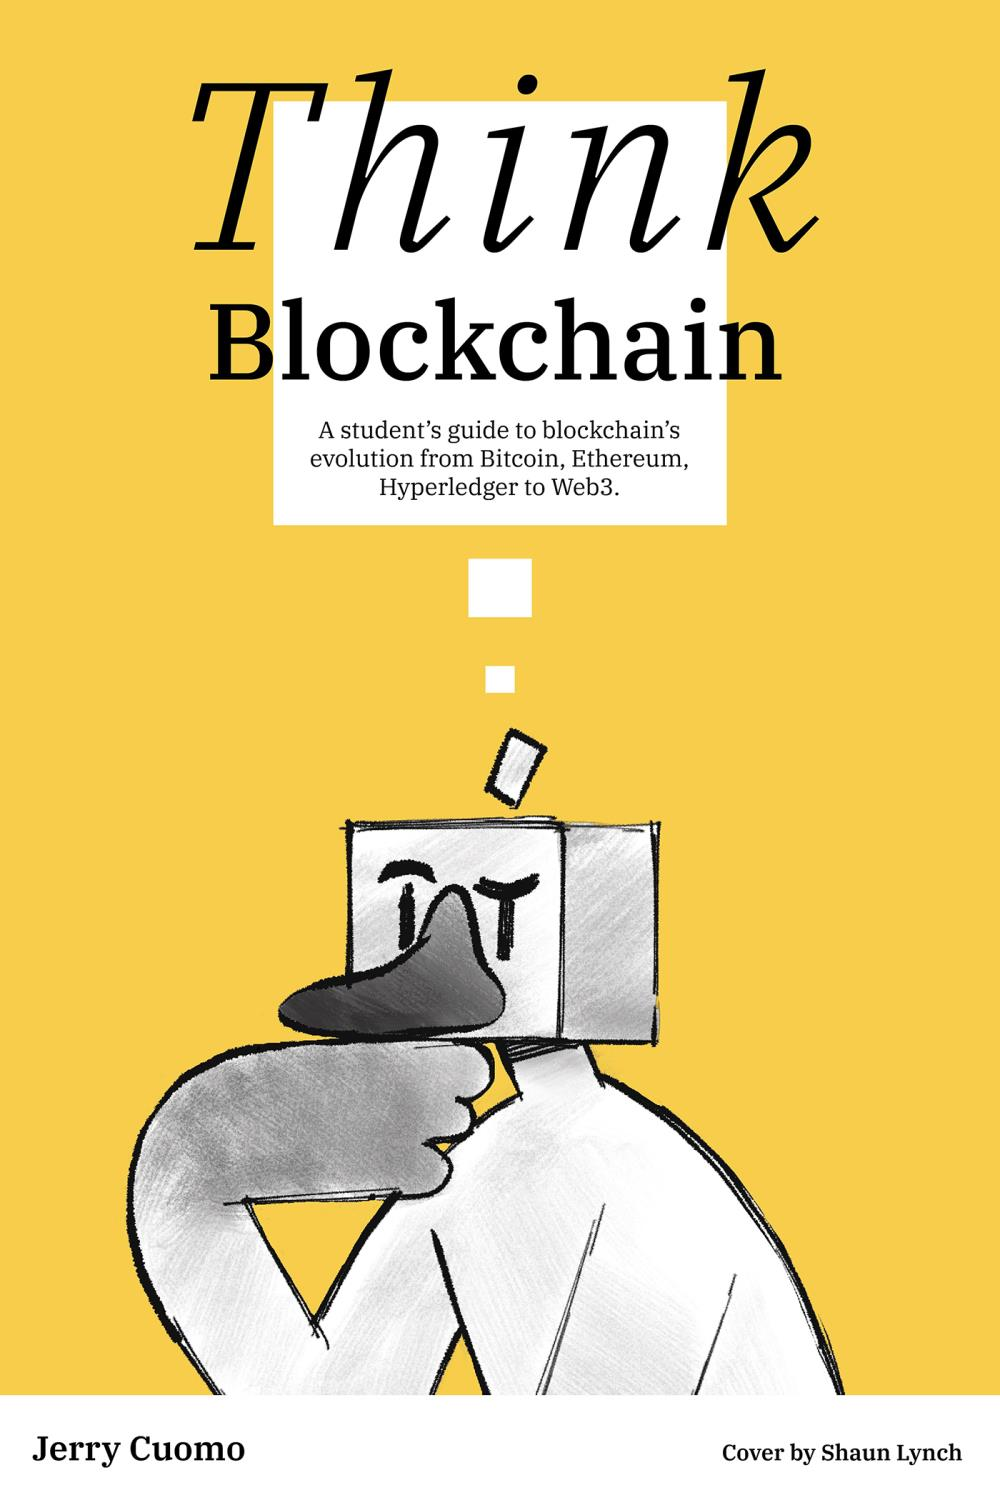 Think
Blockchain
A student’s guide to blockchain’s
evolution from Bitcoin, Ethereum,
Hyperledger to Web3.
Jerry Cuomo
Cover by Shaun Lynch